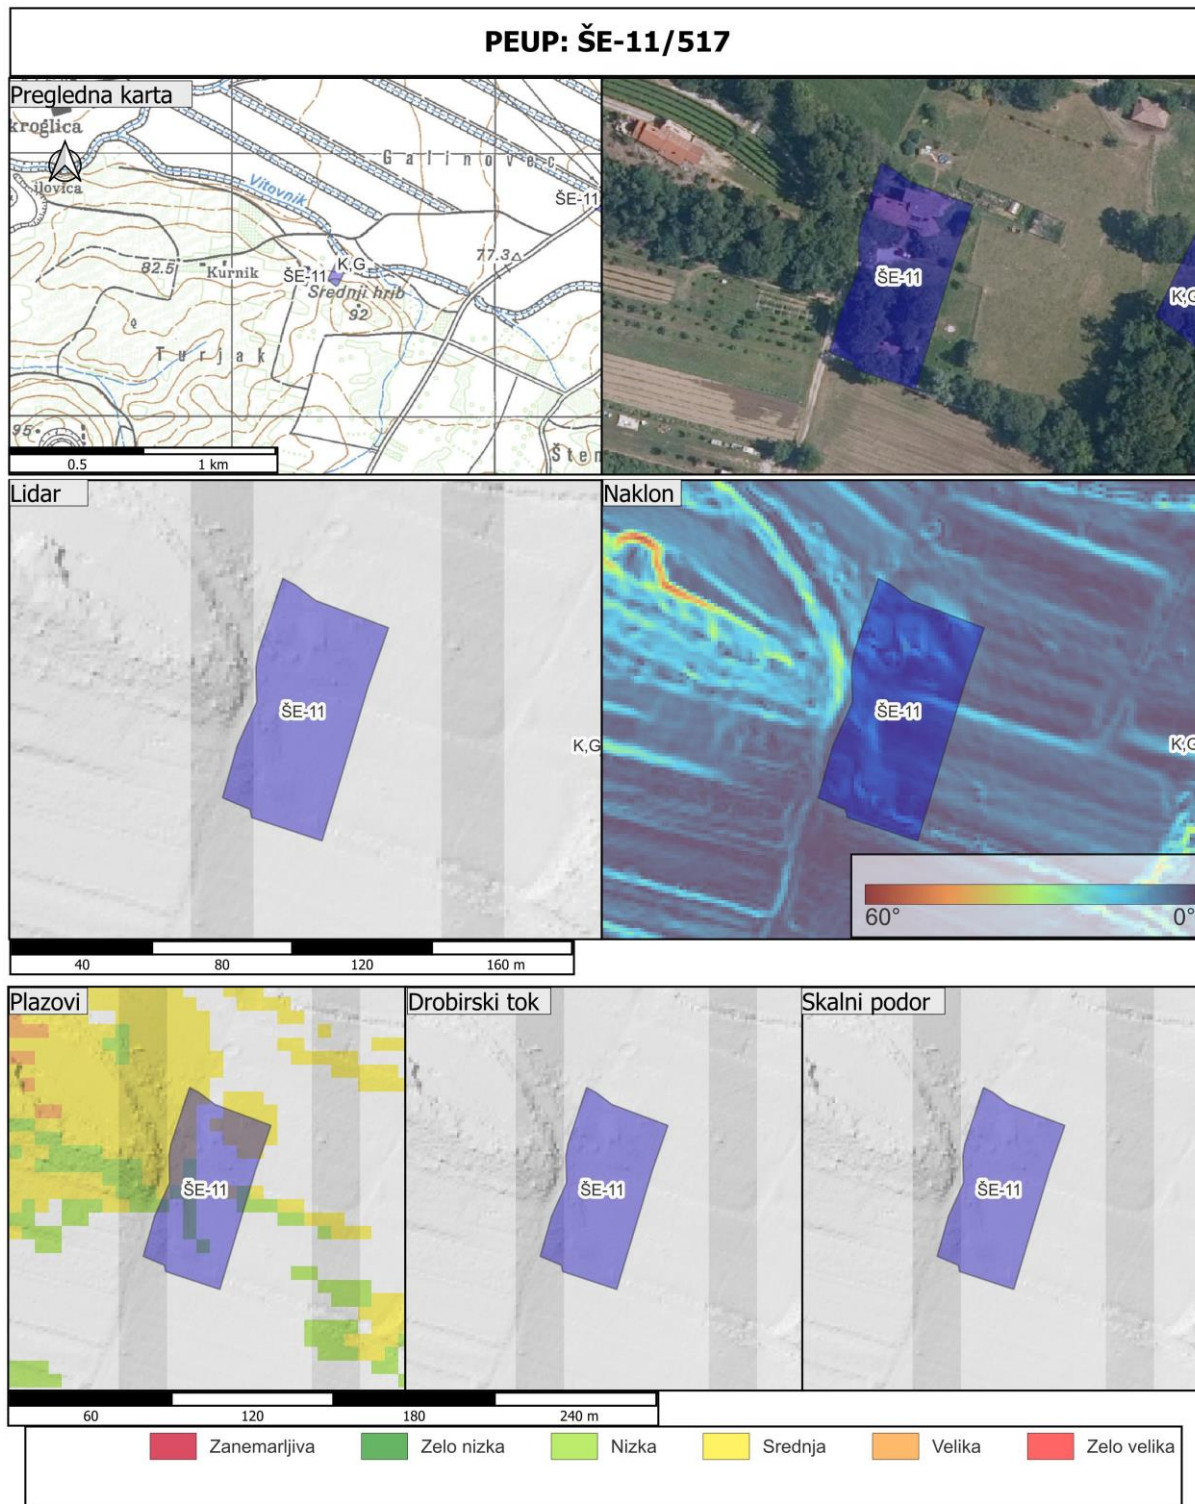 PEUP: ŠE-11/517
Pregledna karta
kroglica
ilovica
Vitovnik
Galinovec
ŠE-11
82.5
Kurnik
ŠE-11
K,G
77.3
Srednji hrib
92
Turjak
95
Šten
0.5 1 km
ŠE-11
K,G
Lidar
ŠE-11
K,G
Naklon
ŠE-11
K,G
60° 0°
40 80 120 160 m
Plazovi
ŠE-11
Drobirski tok
ŠE-11
Skalni podor
ŠE-11
60 120 180 240 m
Zanemarljiva Zelo nizka Nizka Srednja Velika Zelo velika